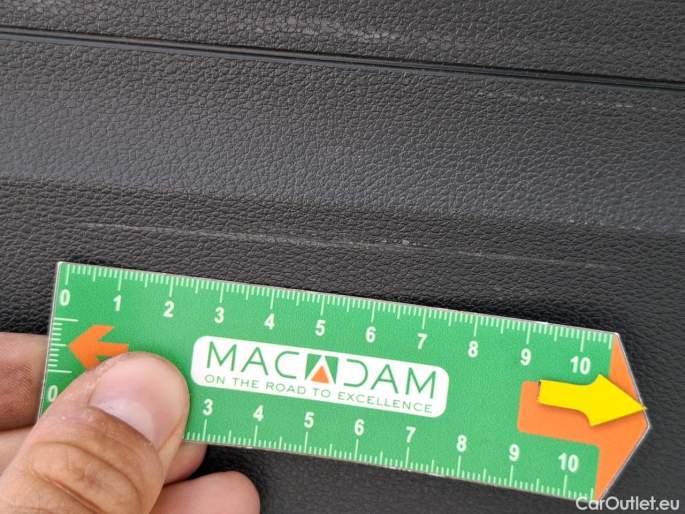 0 1 2 3 4 5 6 7 8 9 10
MACADAM
ON THE ROAD TO EXCELLENCE
0 3 4 5 6 7 8 9 10
CarOutlet.eu